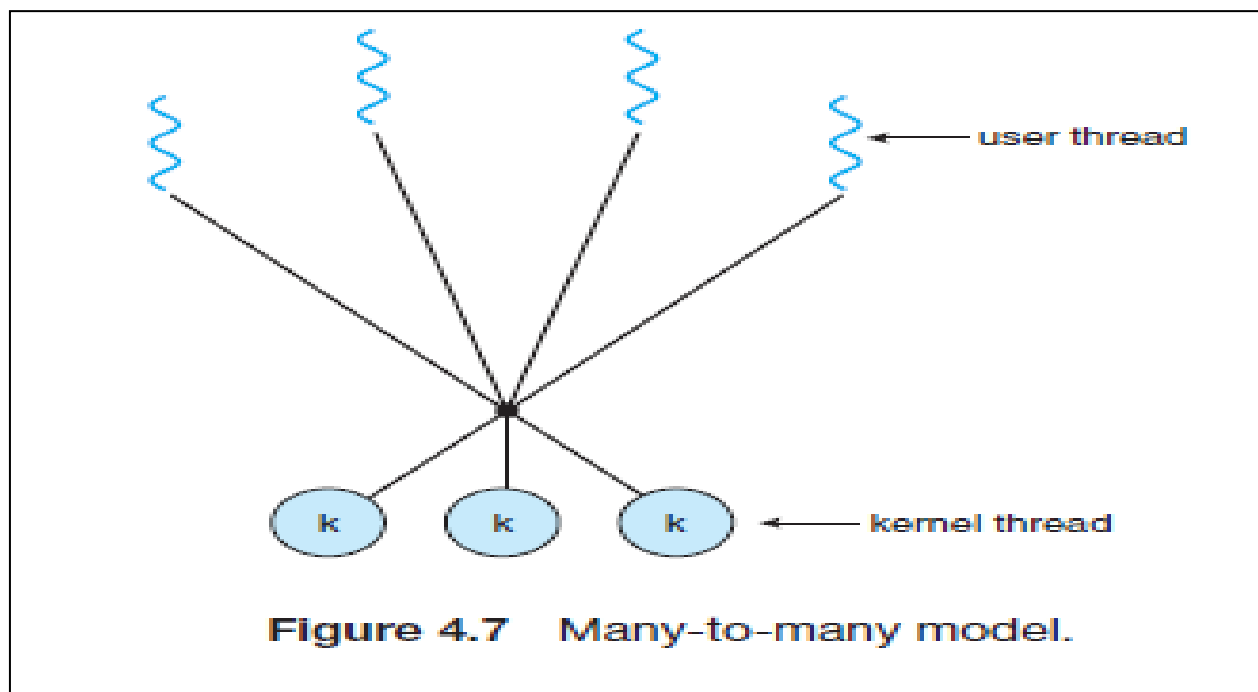 user thread
k k k
kernel thread
Figure 4.7 Many-to-many model.